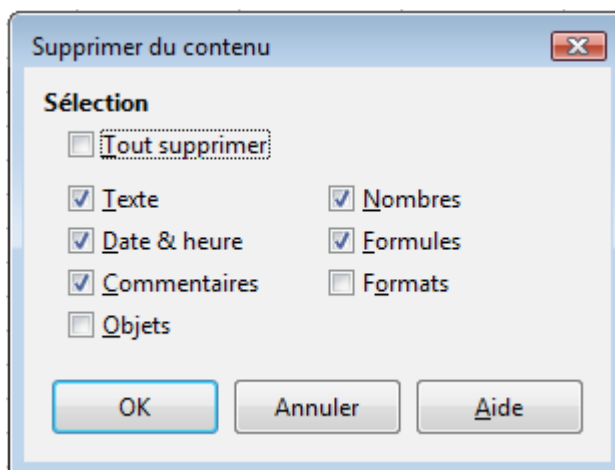 Supprimer du contenu
Sélection
Tout supprimer
Texte
Nombres
Date & heure
Formules
Commentaires
Formats
Objets
OK
Annuler
Aide